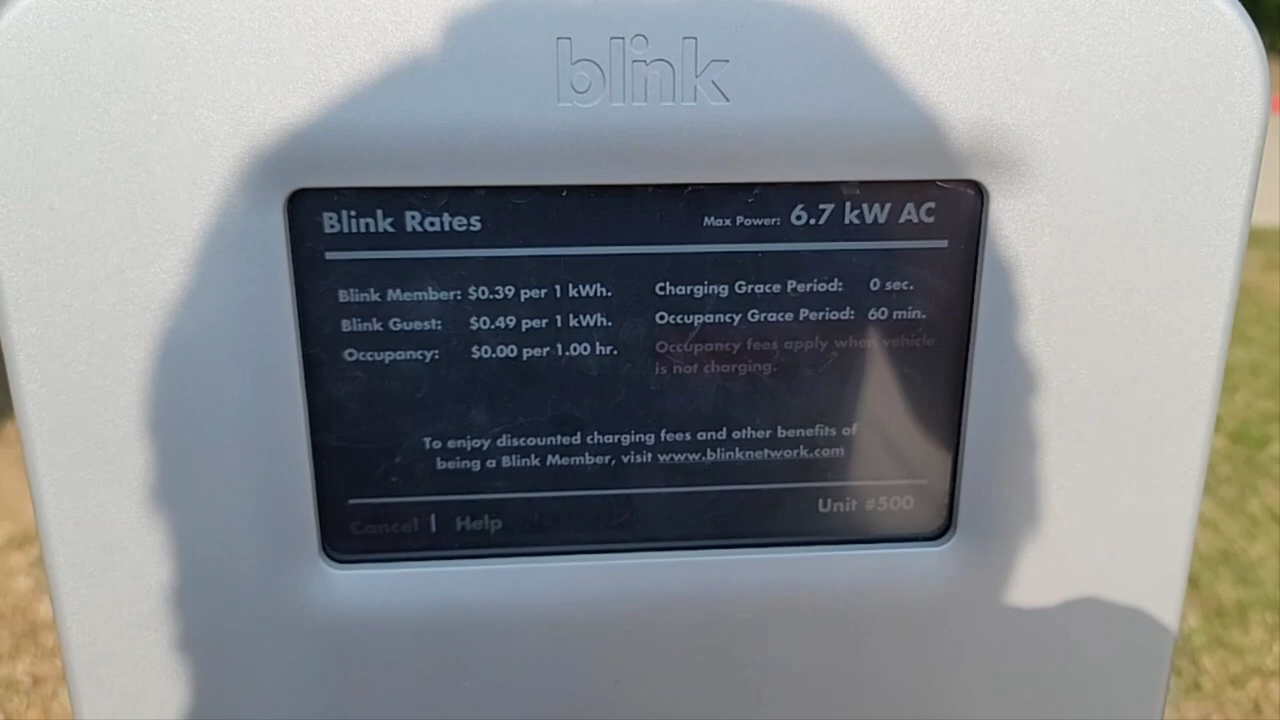 blink
Blink Rates
Max Power: 6.7 kW AC
Blink Member: $0.39 per 1 kWh.
Blink Guest: $0.49 per 1 kWh.
Occupancy: $0.00 per 1.00 hr.
Charging Grace Period: 0 sec.
Occupancy Grace Period: 60 min.
Occupancy fees apply when vehicle
is not charging.
To enjoy discounted charging fees and other benefits of
being a Blink Member, visit www.blinknetwork.com
Cancel | Help
Unit #500